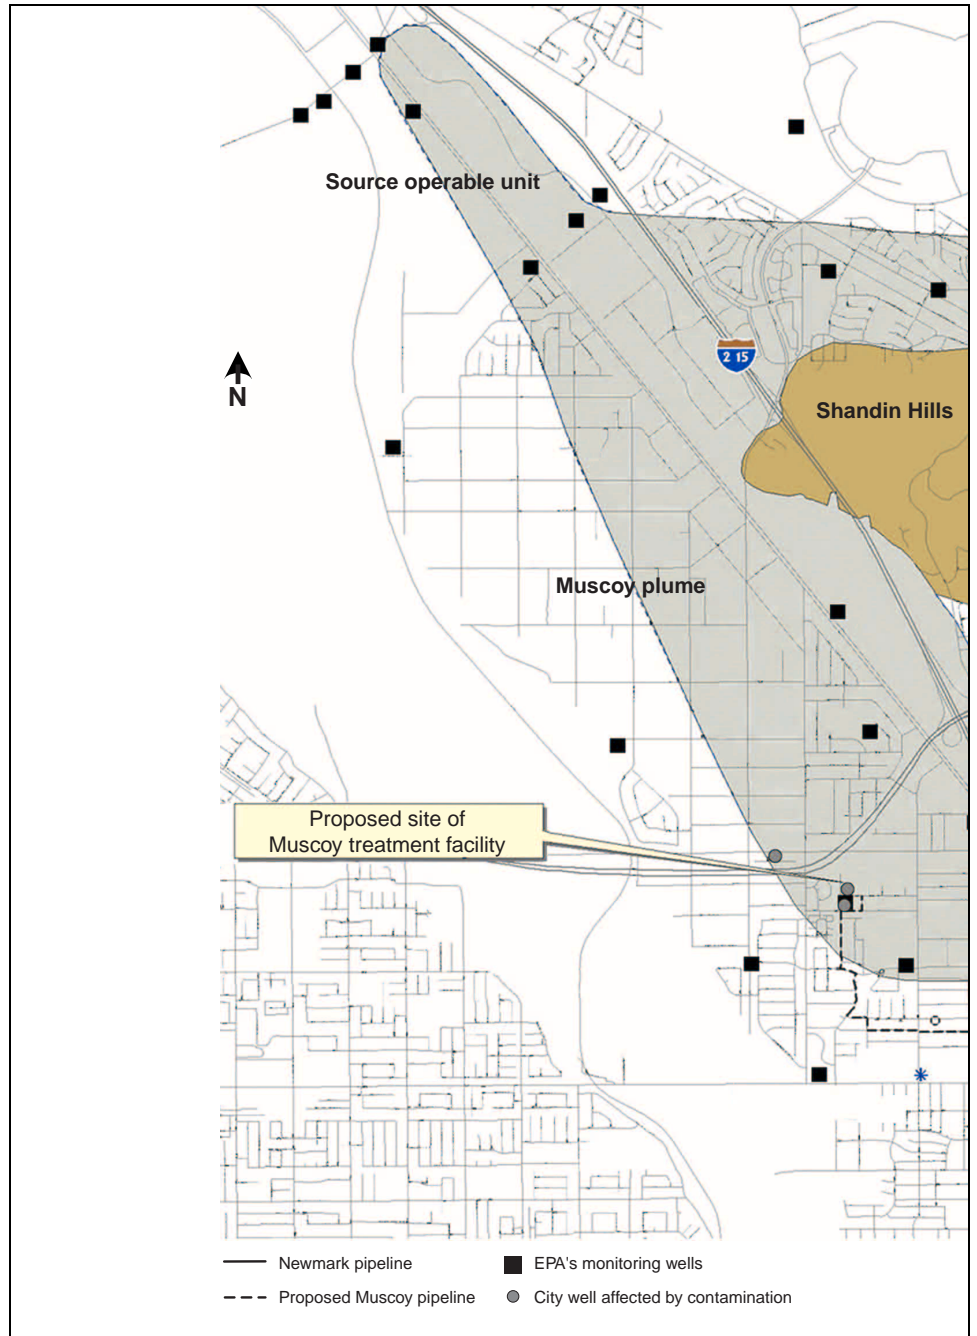 Source operable unit
2 15
N
Shandin Hills
Muscoy plume
Proposed site of
Muscoy treatment facility
Newmark pipeline
EPA's monitoring wells
Proposed Muscoy pipeline
City well affected by contamination